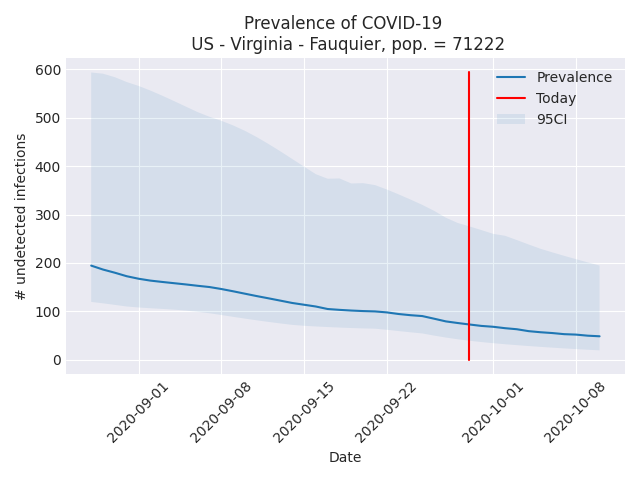 Prevalence of COVID-19
US - Virginia - Fauquier, pop. = 71222
600
500
400
300
200
100
0
# undetected infections
Prevalence
Today
95CI
2020-09-01
2020-09-08
2020-09-15
2020-09-22
2020-10-01
2020-10-08
Date